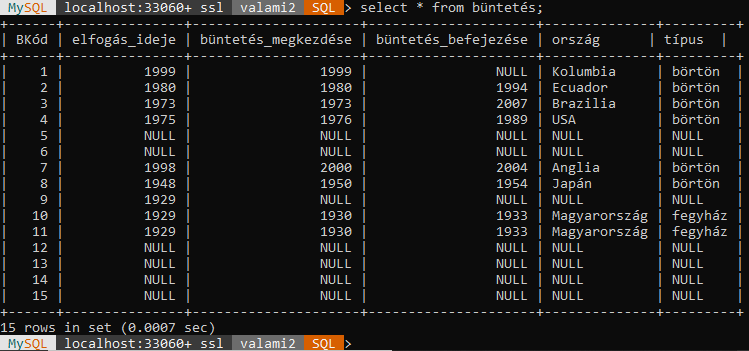 MySQL localhost:33060+ ssl valami2 SQL > select * from büntetés;
+------+---------------+---------------------+----------------------+--------------+---------+
| BKód | elfogás_ideje | büntetés_megkezdése | büntetés_befejezése | ország | típus |
+------+---------------+---------------------+----------------------+--------------+---------+
| 1 | 1999 | 1999 | NULL | Kolumbia | börtön |
| 2 | 1980 | 1980 | 1994 | Ecuador | börtön |
| 3 | 1973 | 1973 | 2007 | Brazilia | börtön |
| 4 | 1975 | 1976 | 1989 | USA | börtön |
| 5 | NULL | NULL | NULL | NULL | NULL |
| 6 | NULL | NULL | NULL | NULL | NULL |
| 7 | 1998 | 2000 | 2004 | Anglia | börtön |
| 8 | 1948 | 1950 | 1954 | Japán | börtön |
| 9 | 1929 | NULL | NULL | NULL | NULL |
| 10 | 1929 | 1930 | 1933 | Magyarország | fegyház |
| 11 | 1929 | 1930 | 1933 | Magyarország | fegyház |
| 12 | NULL | NULL | NULL | NULL | NULL |
| 13 | NULL | NULL | NULL | NULL | NULL |
| 14 | NULL | NULL | NULL | NULL | NULL |
| 15 | NULL | NULL | NULL | NULL | NULL |
+------+---------------+---------------------+----------------------+--------------+---------+
15 rows in set (0.0007 sec)
MySQL localhost:33060+ ssl valami2 SQL >